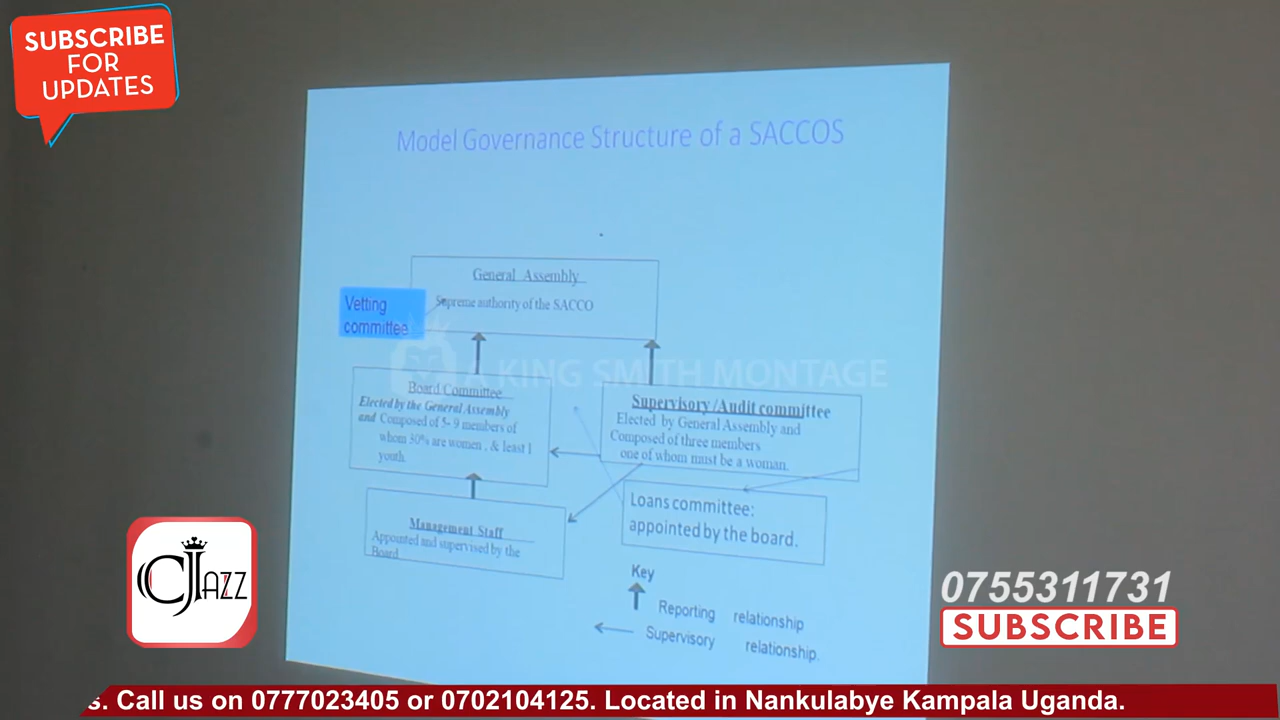 SUBSCRIBE
FOR
UPDATES
Model Governance Structure of a SACCOS
General Assembly
Supreme authority of the SACCO
Vetting
committee
KING SMITH MONTAGE
Board Committee
Elected by the General Assembly
and Composed of 5- 9 members of
whom 30% are women , & least 1
youth.
Supervisory /Audit committee
Elected by General Assembly and
Composed of three members
one of whom must be a woman.
Loans committee:
appointed by the board.
Management Staff
Appointed and supervised by the
Board
Key
Reporting relationship
Supervisory relationship.
CJAZZ
0755311731
SUBSCRIBE
s. Call us on 0777023405 or 0702104125. Located in Nankulabye Kampala Uganda.